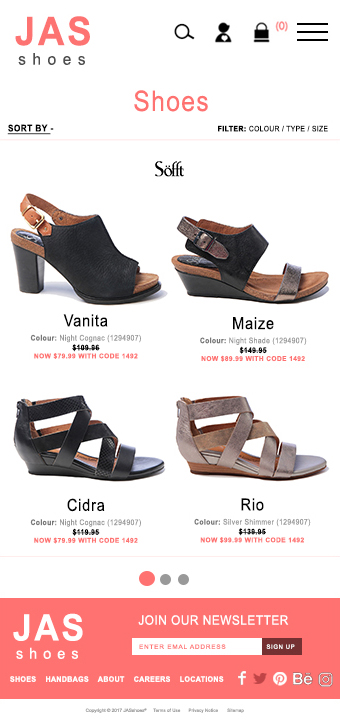 JAS
shoes
(0)
Shoes
SORT BY -
FILTER: COLOUR / TYPE / SIZE
Söfft
Vanita
Colour: Night Cognac (1294907)
$109.96
NOW $79.99 WITH CODE 1492
Maize
Colour: Night Shade (1294907)
$149.95
NOW $89.99 WITH CODE 1492
Cidra
Colour: Night Cognac (1294907)
$119.95
NOW $79.99 WITH CODE 1492
Rio
Colour: Silver Shimmer (1294907)
$139.95
NOW $99.99 WITH CODE 1492
JAS
shoes
JOIN OUR NEWSLETTER
ENTER EMAL ADDRESS
SIGN UP
SHOES HANDBAGS ABOUT CAREERS LOCATIONS
Bē
Copyright © 2017 JASshoes® Terms of Use Privacy Notice Sitemap